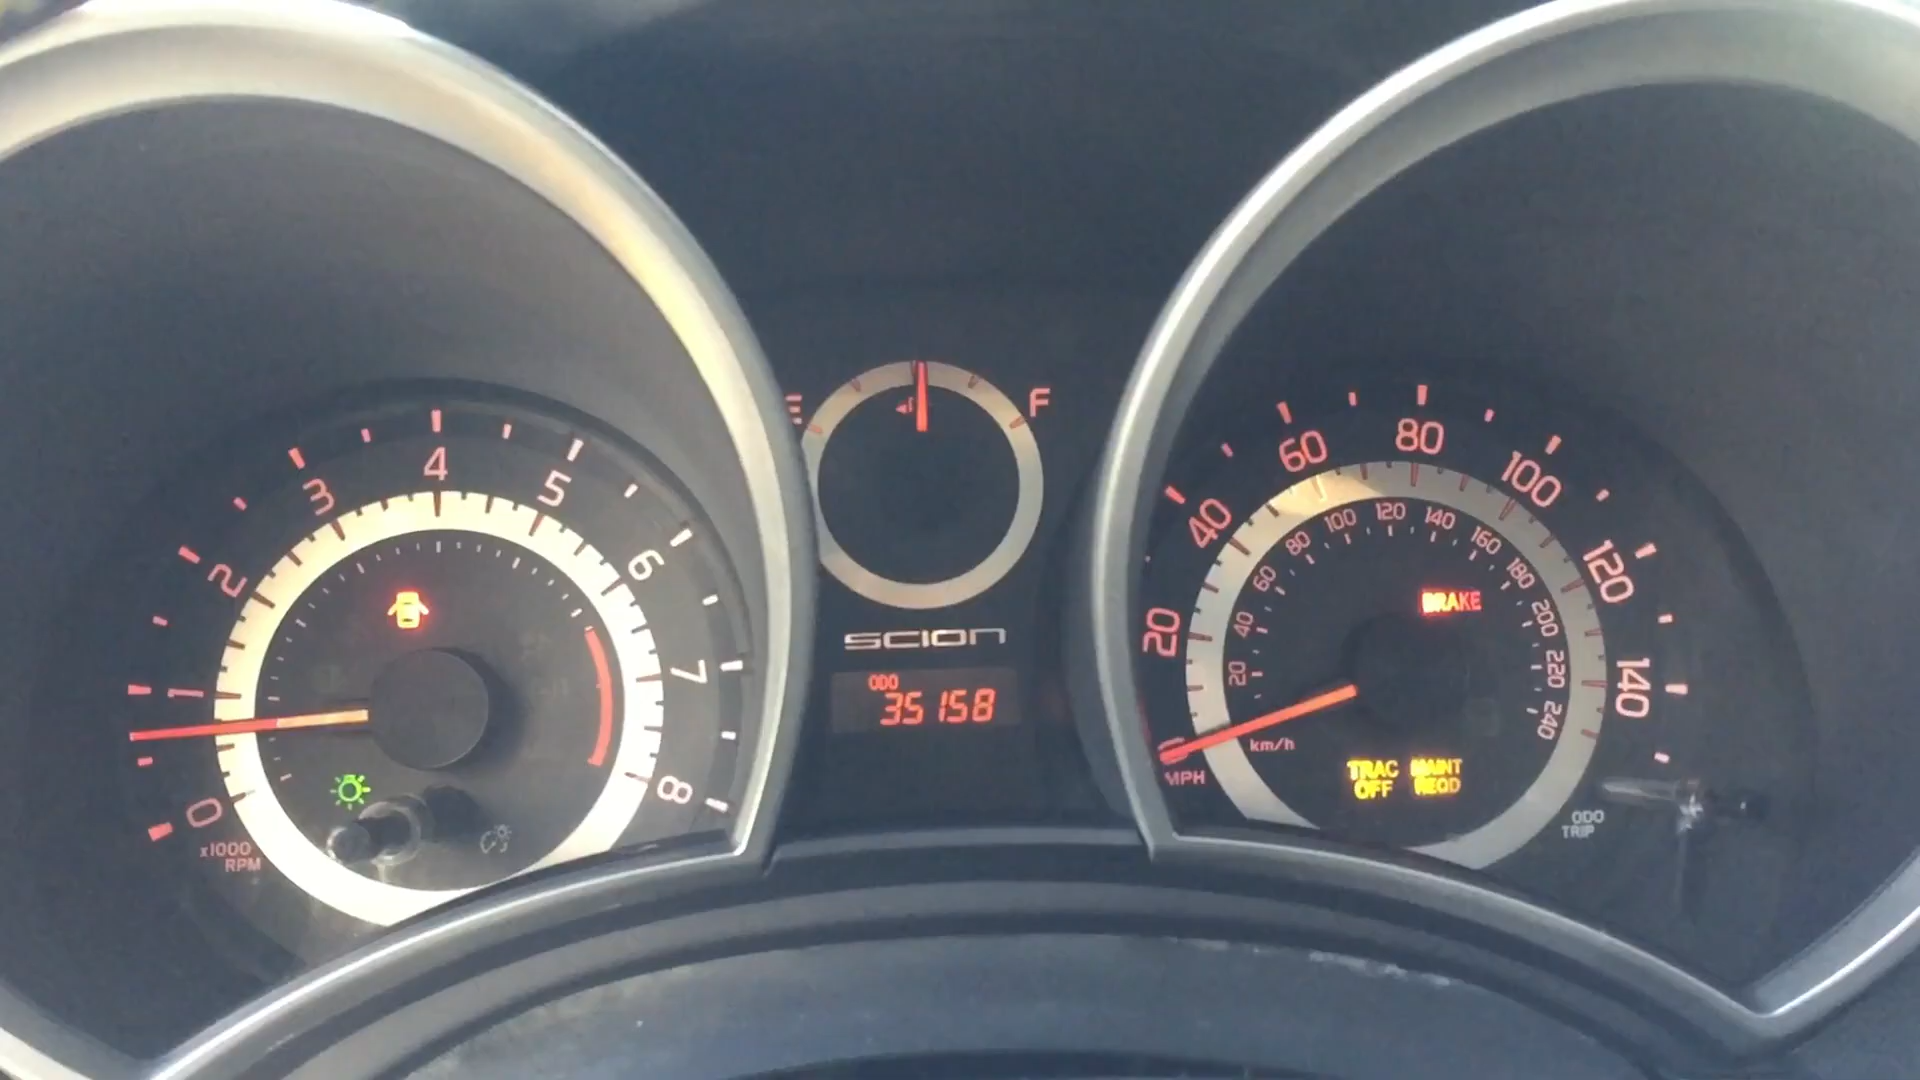 E
F
SCION
ODO
35158
0
1
2
3
4
5
6
7
8
x1000
RPM
20
40
60
80
100
120
140
MPH
20
40
60
80
100
120
140
160
180
200
220
240
km/h
BRAKE
TRAC
OFF
MAINT
REQD
ODO
TRIP